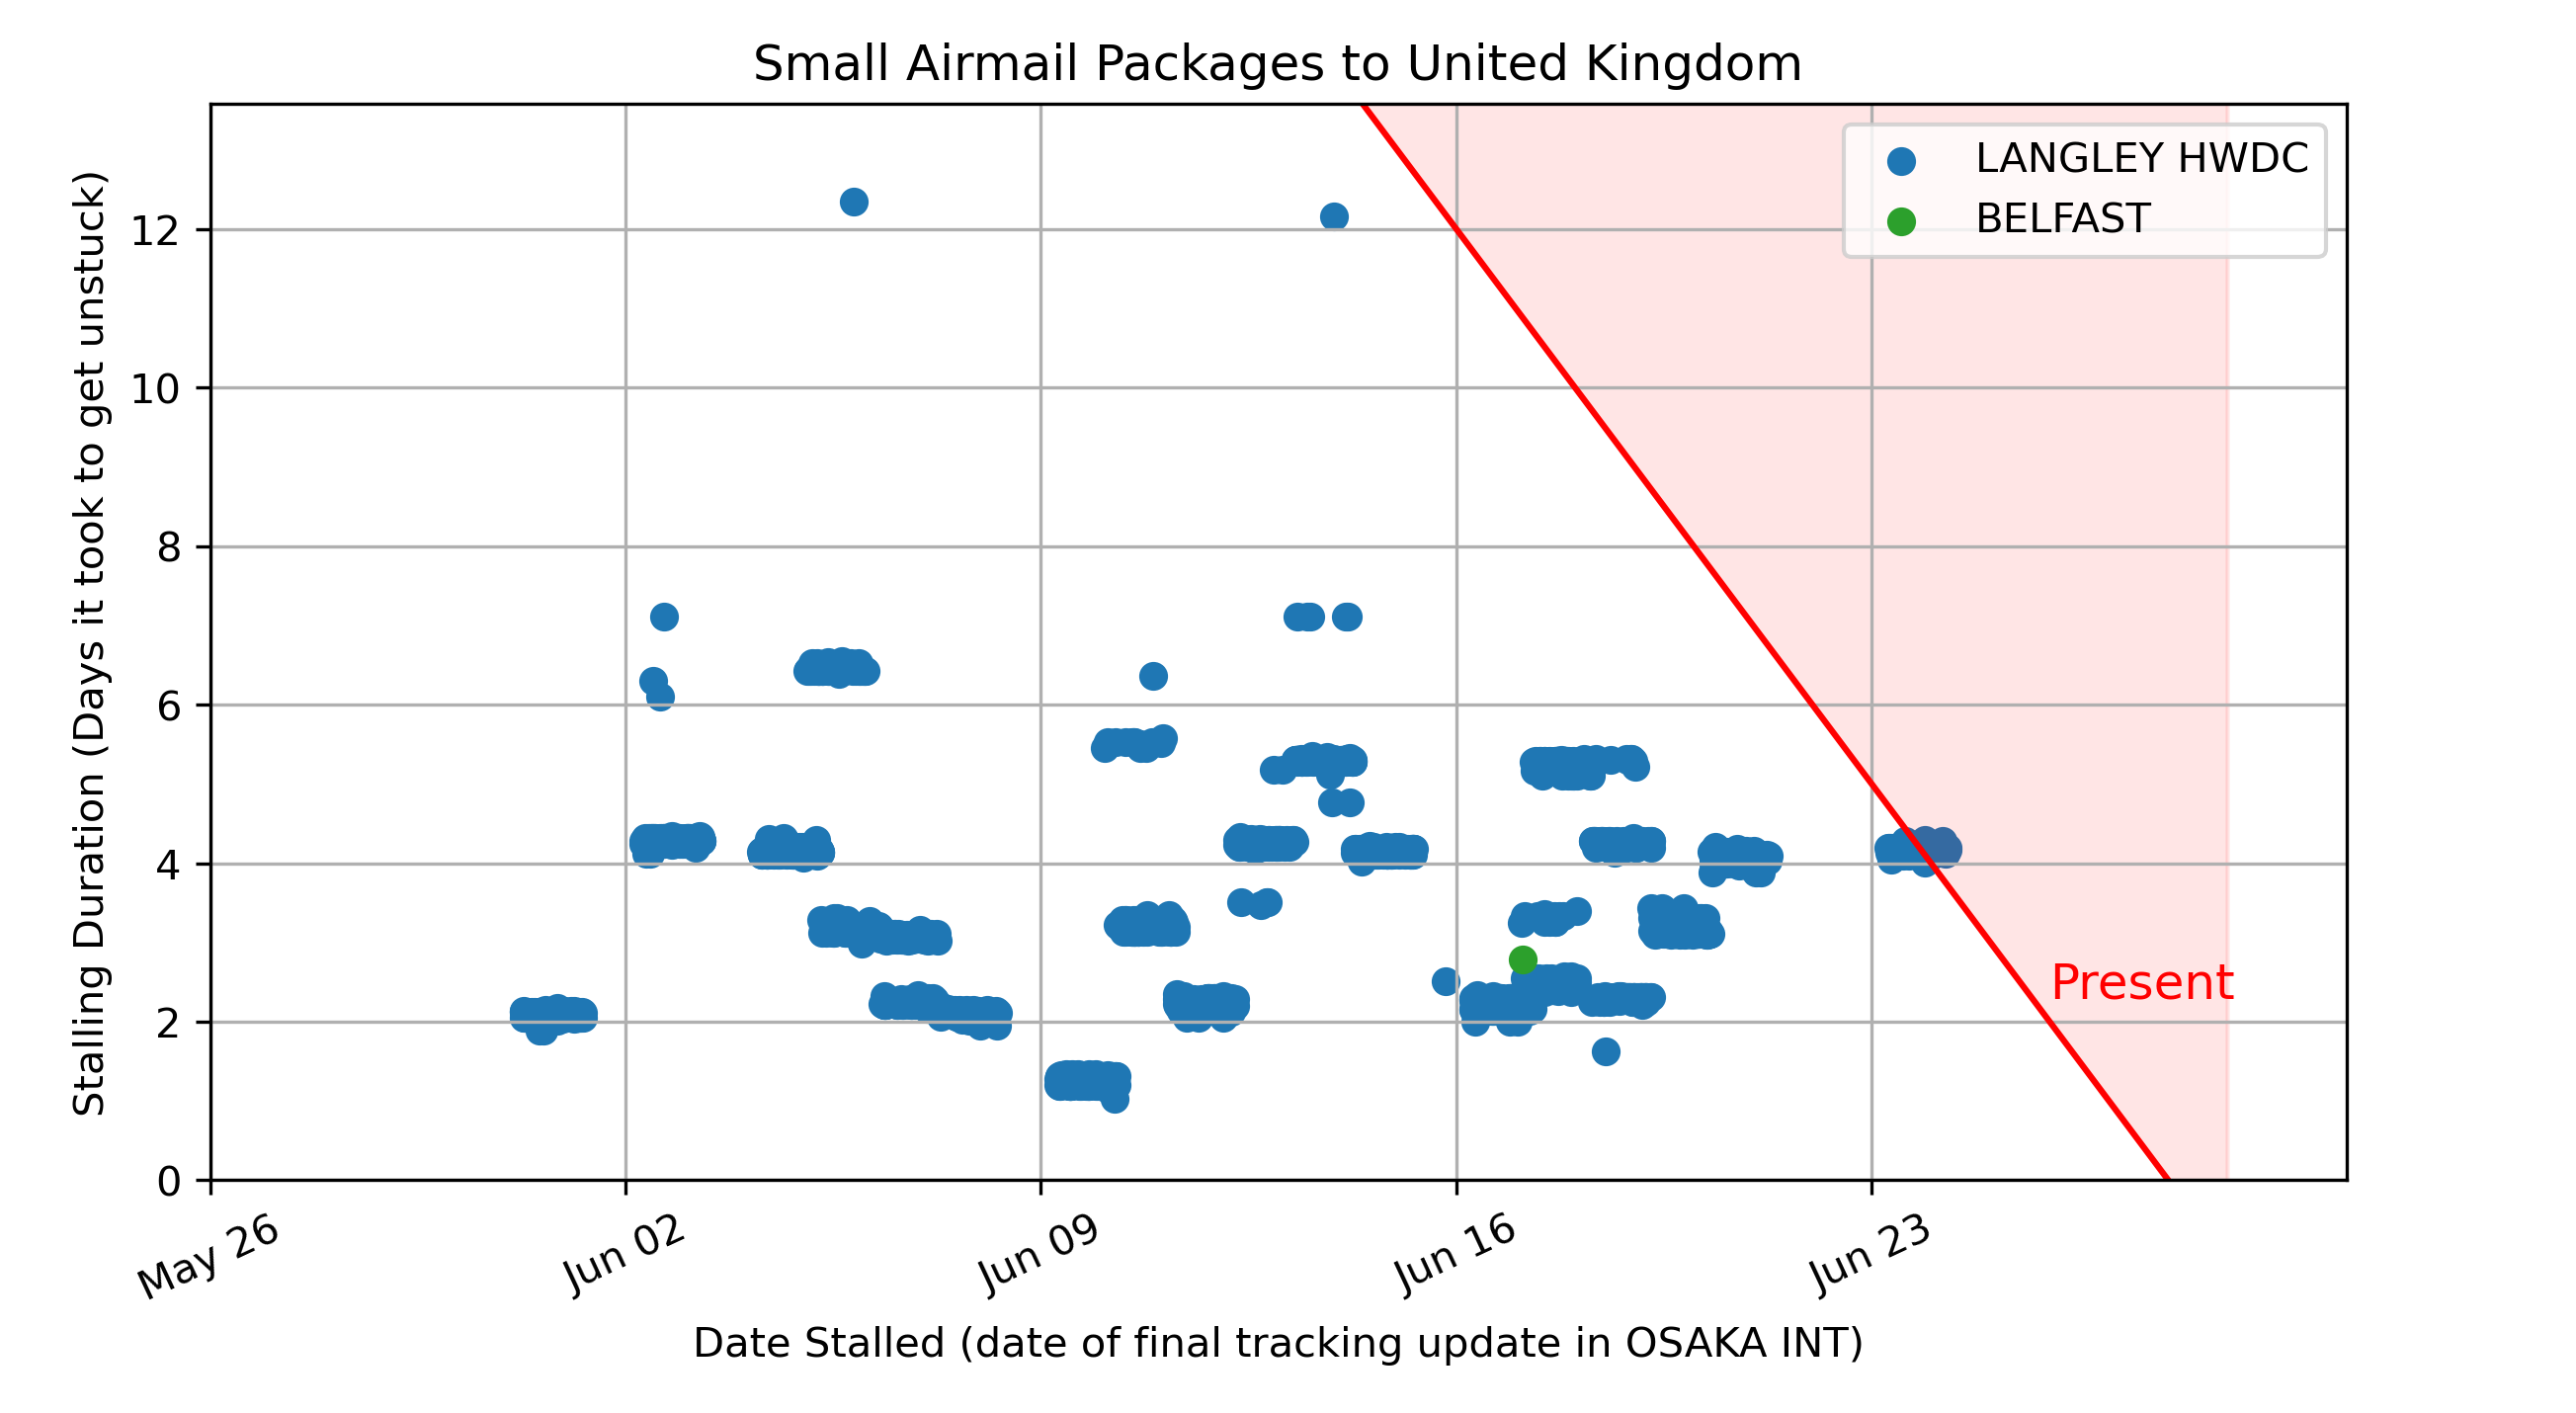 Small Airmail Packages to United Kingdom
Stalling Duration (Days it took to get unstuck)
12
10
8
6
4
2
0
LANGLEY HWDC
BELFAST
Present
May 26
Jun 02
Jun 09
Jun 16
Jun 23
Date Stalled (date of final tracking update in OSAKA INT)